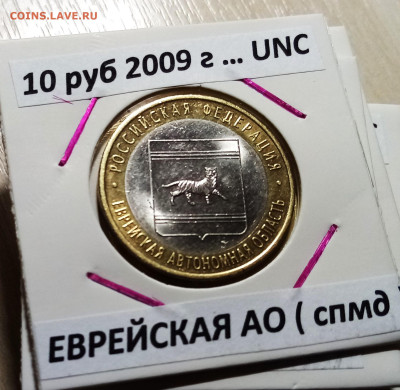 COINS.LAVE.RU
10 руб 2009 г ... UNC
РОССИЙСКАЯ ФЕДЕРАЦИЯ
ЕВРЕЙСКАЯ АВТОНОМНАЯ ОБЛАСТЬ
ЕВРЕЙСКАЯ АО ( спмд